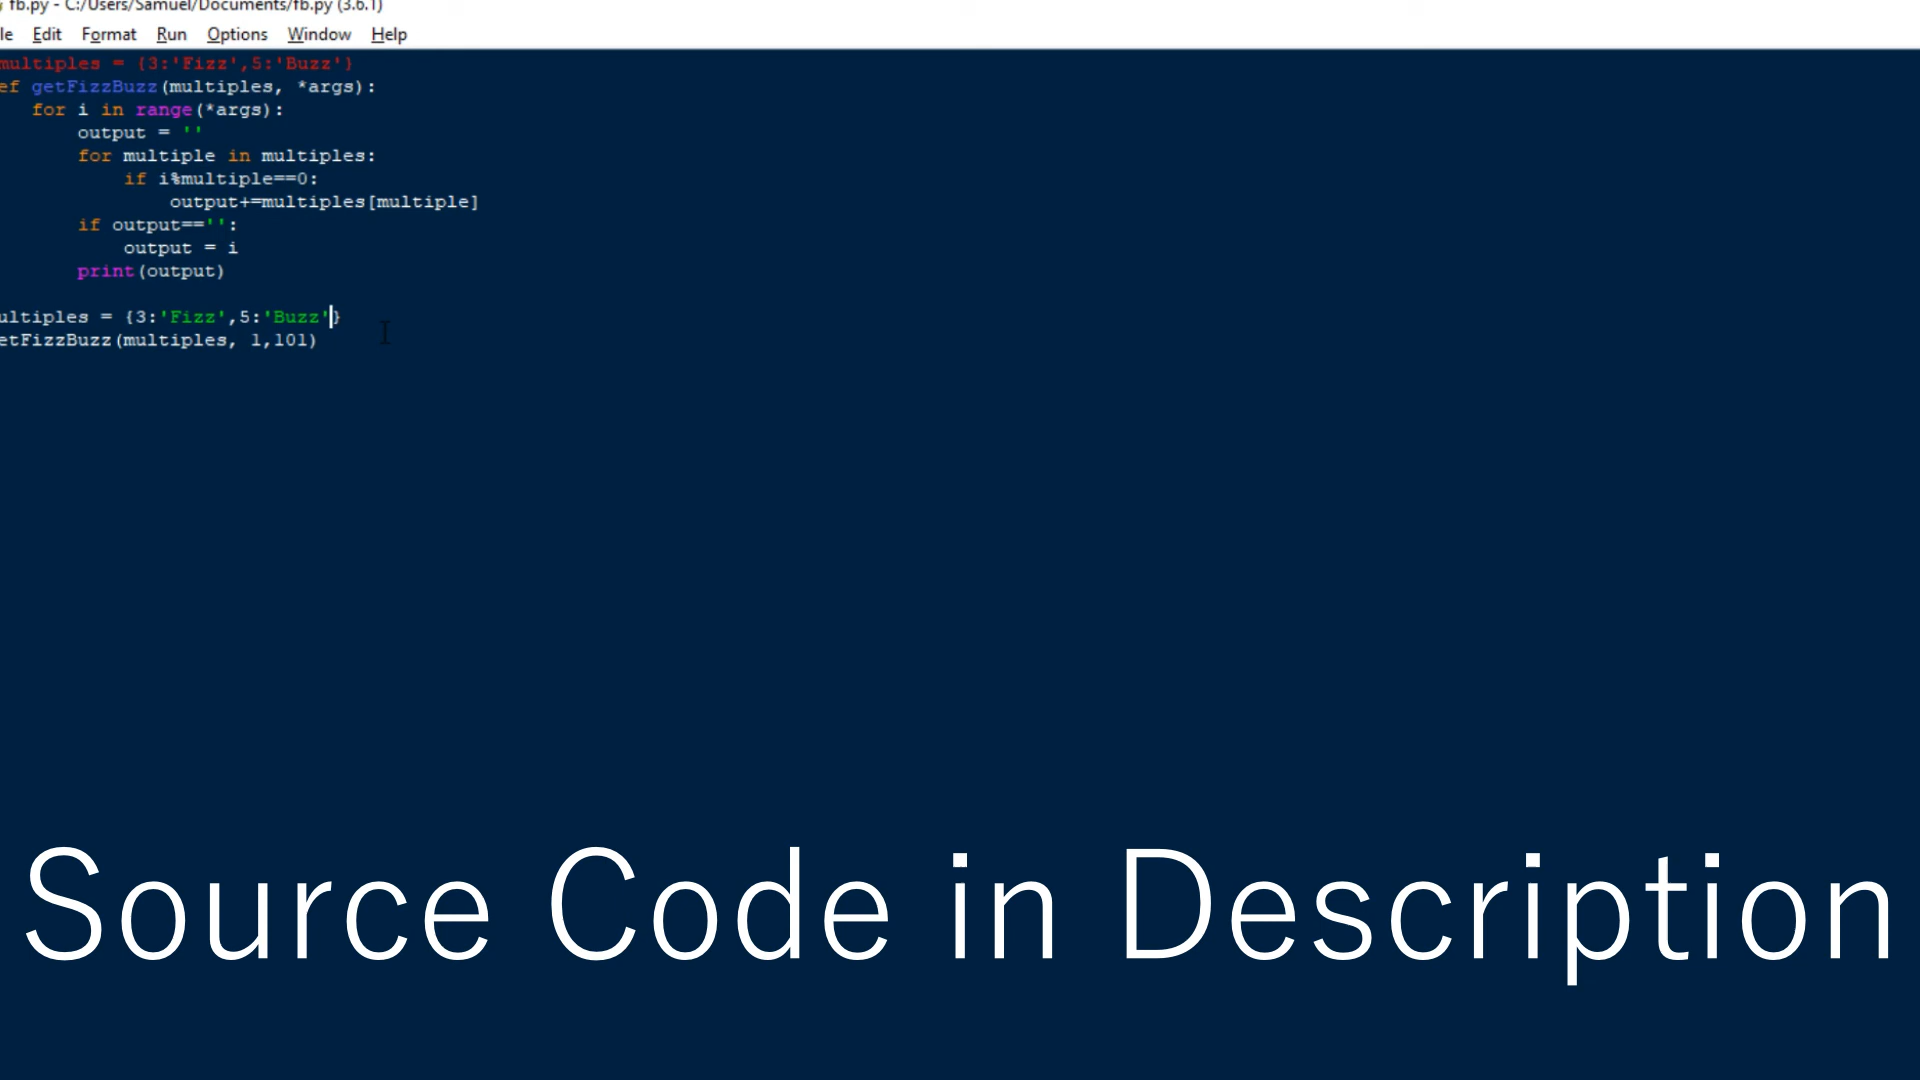 fb.py - C:/Users/Samuel/Documents/fb.py (3.6.1)
le Edit Format Run Options Window Help
multiples = {3:'Fizz',5:'Buzz'}
ef getFizzBuzz(multiples, *args):
    for i in range(*args):
        output = ''
        for multiple in multiples:
            if i%multiple==0:
                output+=multiples[multiple]
        if output=='':
            output = i
        print(output)
ultiples = {3:'Fizz',5:'Buzz'}
etFizzBuzz(multiples, 1,101)
Source Code in Description